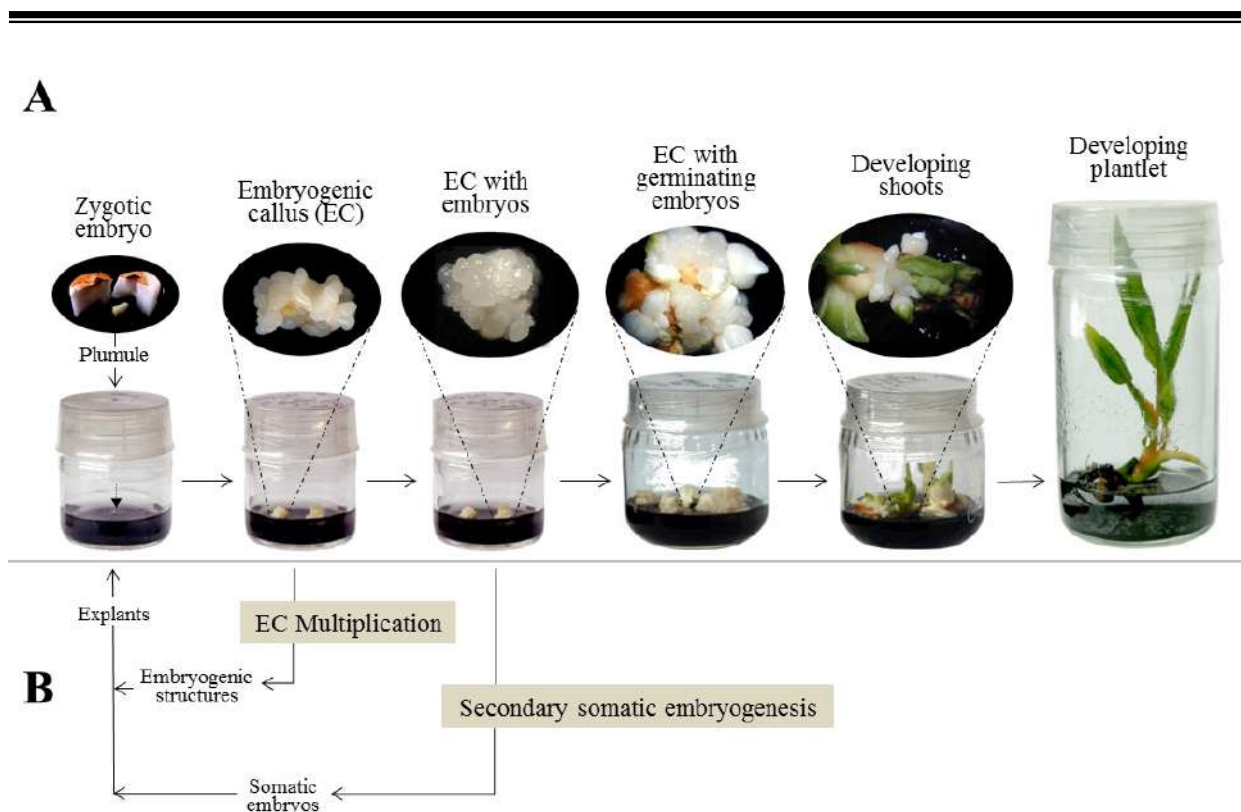 A
Zygotic
embryo
Embryogenic
callus (EC)
EC with
embryos
EC with
germinating
embryos
Developing
shoots
Developing
plantlet
Plumule
Explants
EC Multiplication
B
Embryogenic
structures
Secondary somatic embryogenesis
Somatic
embryos